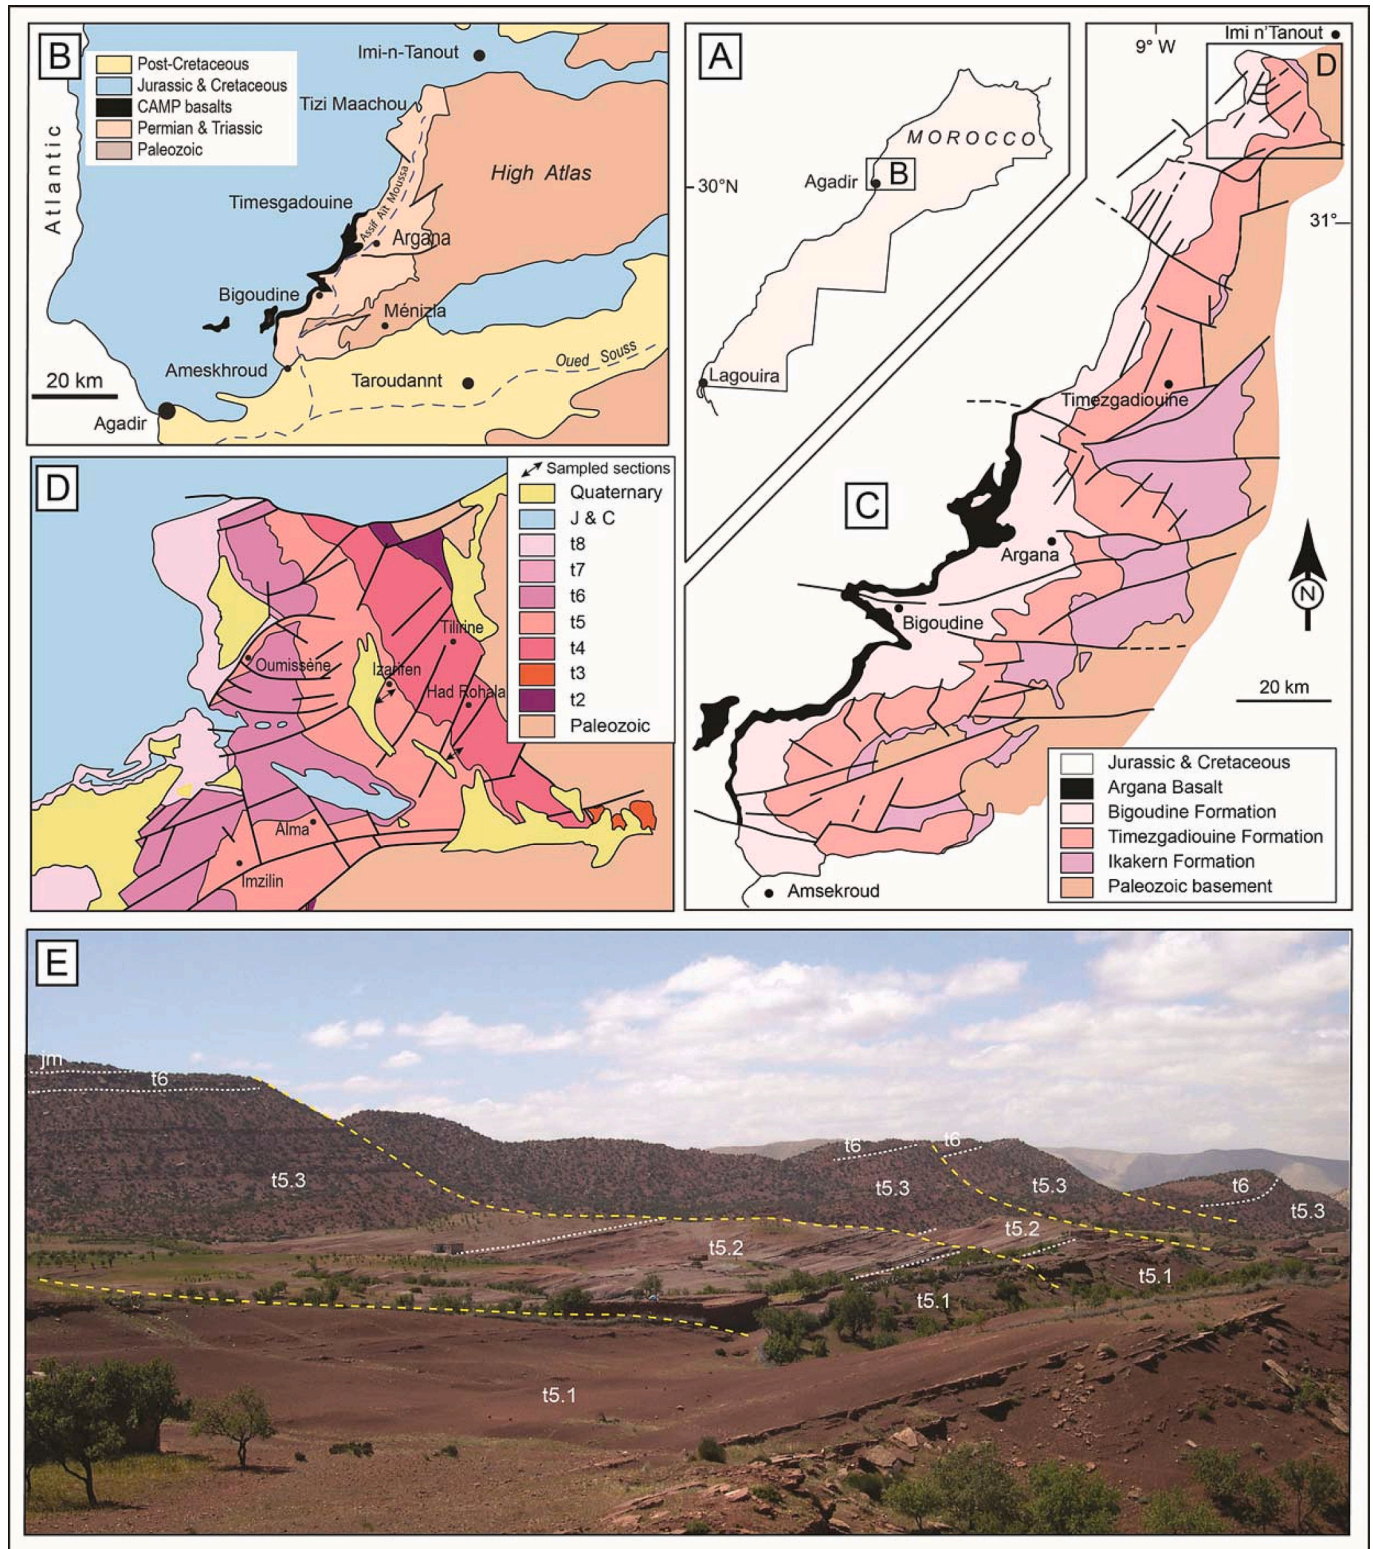 B
Post-Cretaceous
Jurassic & Cretaceous
CAMP basalts
Permian & Triassic
Paleozoic
Atlantic
Imi-n-Tanout
Tizi Maachou
High Atlas
Assif Ait Moussa
Timesgadouine
Argana
Bigoudine
Ménizla
Ameskhroud
Oued Souss
20 km
Taroudannt
Agadir
A
MOROCCO
Agadir
B
30°N
Lagouira
9° W
Imi n'Tanout
D
31°
Timezgadiouine
C
Argana
Bigoudine
N
20 km
Amsekroud
Jurassic & Cretaceous
Argana Basalt
Bigoudine Formation
Timezgadiouine Formation
Ikakern Formation
Paleozoic basement
D
Sampled sections
Quaternary
J & C
t8
t7
t6
t5
t4
t3
t2
Paleozoic
Tilirine
Oumissène
Izarifen
Had Rohala
Alma
Imzilin
E
jm
t6
t6
t6
t5.3
t5.3
t5.3
t6
t5.3
t5.2
t5.2
t5.1
t5.1
t5.1